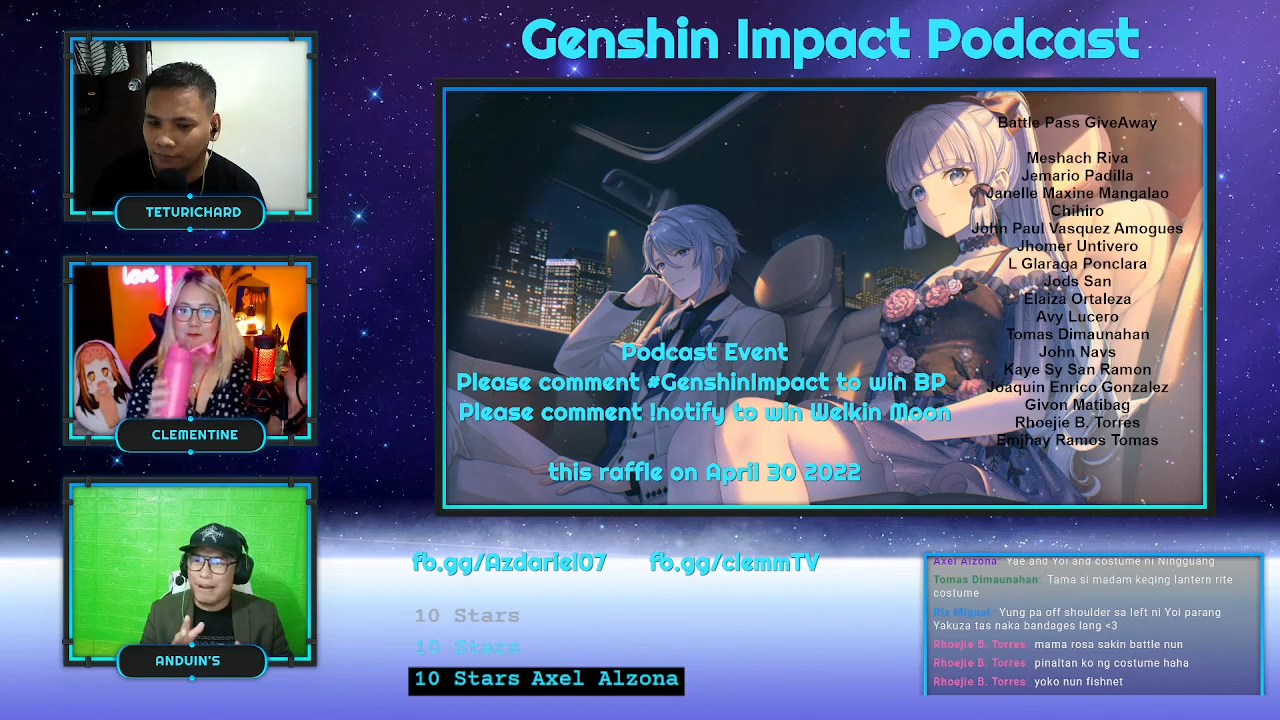 Genshin Impact Podcast
TETURICHARD
love
CLEMENTINE
ANDUIN'S
Battle Pass GiveAway
Meshach Riva
Jemario Padilla
Janelle Maxine Mangalao
Chihiro
John Paul Vasquez Amogues
Jhomer Untivero
L Glaraga Ponclara
Jods San
Elaiza Ortaleza
Avy Lucero
Tomas Dimaunahan
John Navs
Kaye Sy San Ramon
Joaquin Enrico Gonzalez
Givon Matibag
Rhoejie B. Torres
Emjhay Ramos Tomas
Podcast Event
Please comment #GenshinImpact to win BP
Please comment !notify to win Welkin Moon
this raffle on April 30 2022
fb.gg/Azdariel07 fb.gg/clemmTV
10 Stars
10 Stars
10 Stars Axel Alzona
Axel Alzona: Yae and Yoi and costume ni Ningguang
Tomas Dimaunahan: Tama si madam keqing lantern rite
costume
Ria Miguel: Yung pa off shoulder sa left ni Yoi parang
Yakuza tas naka bandages lang <3
Rhoejie B. Torres: mama rosa sakin battle nun
Rhoejie B. Torres: pinaltan ko ng costume haha
Rhoejie B. Torres: yoko nun fishnet